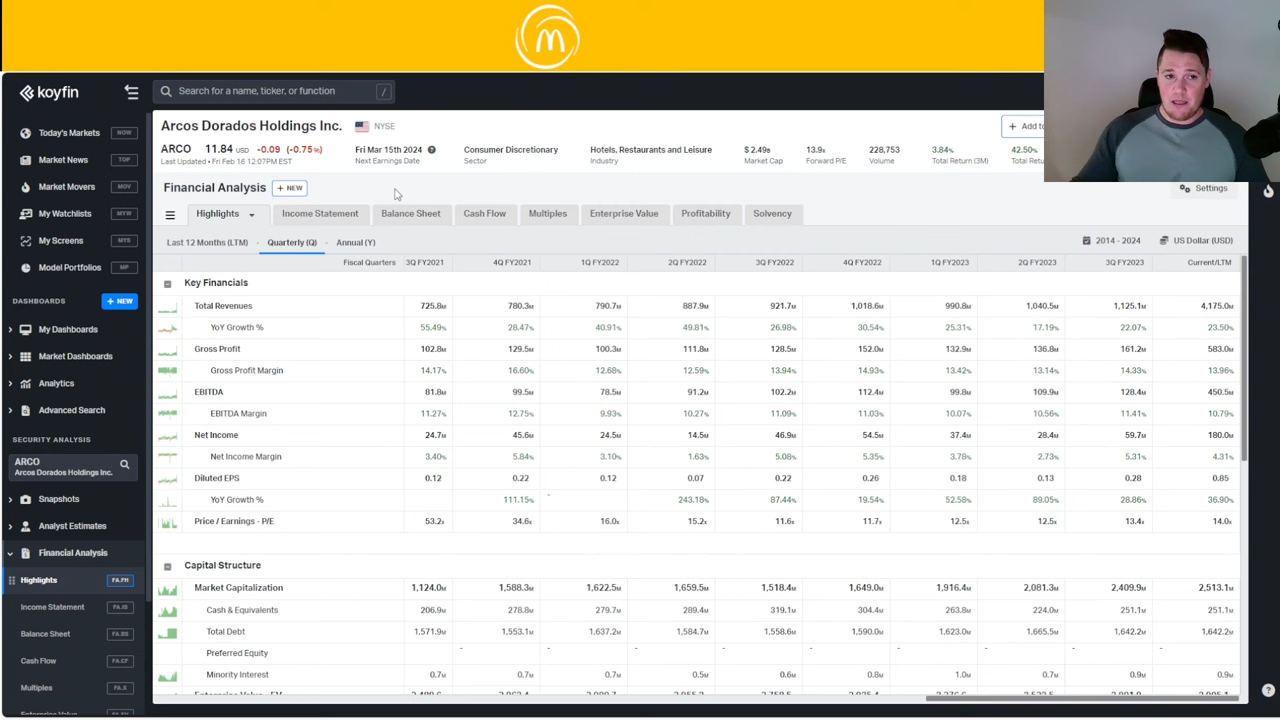 koyfin
Search for a name, ticker, or function /
Today's Markets NOW
Market News TOP
Market Movers MOV
My Watchlists MYW
My Screens MYS
Model Portfolios MP
DASHBOARDS + NEW
My Dashboards
Market Dashboards
Analytics
Advanced Search
SECURITY ANALYSIS
ARCO
Arcos Dorados Holdings Inc.
Snapshots
Analyst Estimates
Financial Analysis
Highlights FA.FH
Income Statement FA.IS
Balance Sheet FA.BS
Cash Flow FA.CF
Multiples FA.X
Arcos Dorados Holdings Inc. NYSE
+ Add to
ARCO 11.84 USD -0.09 (-0.75%) Fri Mar 15th 2024 Consumer Discretionary Hotels, Restaurants and Leisure $ 2.49B 13.9x 228,753 3.84% 42.50%
Last Updated • Fri Feb 16 12:07PM EST Next Earnings Date Sector Industry Market Cap Forward P/E Volume Total Return (3M) Total Retu
Financial Analysis + NEW Settings
Highlights Income Statement Balance Sheet Cash Flow Multiples Enterprise Value Profitability Solvency
Last 12 Months (LTM) Quarterly (Q) Annual (Y) 2014 - 2024 US Dollar (USD)
Fiscal Quarters 3Q FY2021 4Q FY2021 1Q FY2022 2Q FY2022 3Q FY2022 4Q FY2022 1Q FY2023 2Q FY2023 3Q FY2023 Current/LTM
Key Financials
Total Revenues 725.8M 780.3M 790.7M 887.9M 921.7M 1,018.6M 990.8M 1,040.5M 1,125.1M 4,175.0M
YoY Growth % 55.49% 28.47% 40.91% 49.81% 26.98% 30.54% 25.31% 17.19% 22.07% 23.50%
Gross Profit 102.8M 129.5M 100.3M 111.8M 128.5M 152.0M 132.9M 136.8M 161.2M 583.0M
Gross Profit Margin 14.17% 16.60% 12.68% 12.59% 13.94% 14.93% 13.42% 13.14% 14.33% 13.96%
EBITDA 81.8M 99.5M 78.5M 91.2M 102.2M 112.4M 99.8M 109.9M 128.4M 450.5M
EBITDA Margin 11.27% 12.75% 9.93% 10.27% 11.09% 11.03% 10.07% 10.56% 11.41% 10.79%
Net Income 24.7M 45.6M 24.5M 14.5M 46.9M 54.5M 37.4M 28.4M 59.7M 180.0M
Net Income Margin 3.40% 5.84% 3.10% 1.63% 5.08% 5.35% 3.78% 2.73% 5.31% 4.31%
Diluted EPS 0.12 0.22 0.12 0.07 0.22 0.26 0.18 0.13 0.28 0.85
YoY Growth % 111.15% - 243.18% 87.44% 19.54% 52.58% 89.05% 28.86% 36.90%
Price / Earnings - P/E 53.2x 34.6x 16.0x 15.2x 11.6x 11.7x 12.5x 12.5x 13.4x 14.0x
Capital Structure
Market Capitalization 1,124.0M 1,588.3M 1,622.5M 1,659.5M 1,518.4M 1,649.0M 1,916.4M 2,081.3M 2,409.9M 2,513.1M
Cash & Equivalents 206.9M 278.8M 279.7M 289.4M 319.1M 304.4M 263.8M 224.0M 251.1M 251.1M
Total Debt 1,571.9M 1,553.1M 1,637.2M 1,584.7M 1,558.6M 1,590.0M 1,623.0M 1,665.5M 1,642.2M 1,642.2M
Preferred Equity - - - - - - - - -
Minority Interest 0.7M 0.7M 0.7M 0.5M 0.6M 0.8M 1.0M 0.7M 0.9M 0.9M